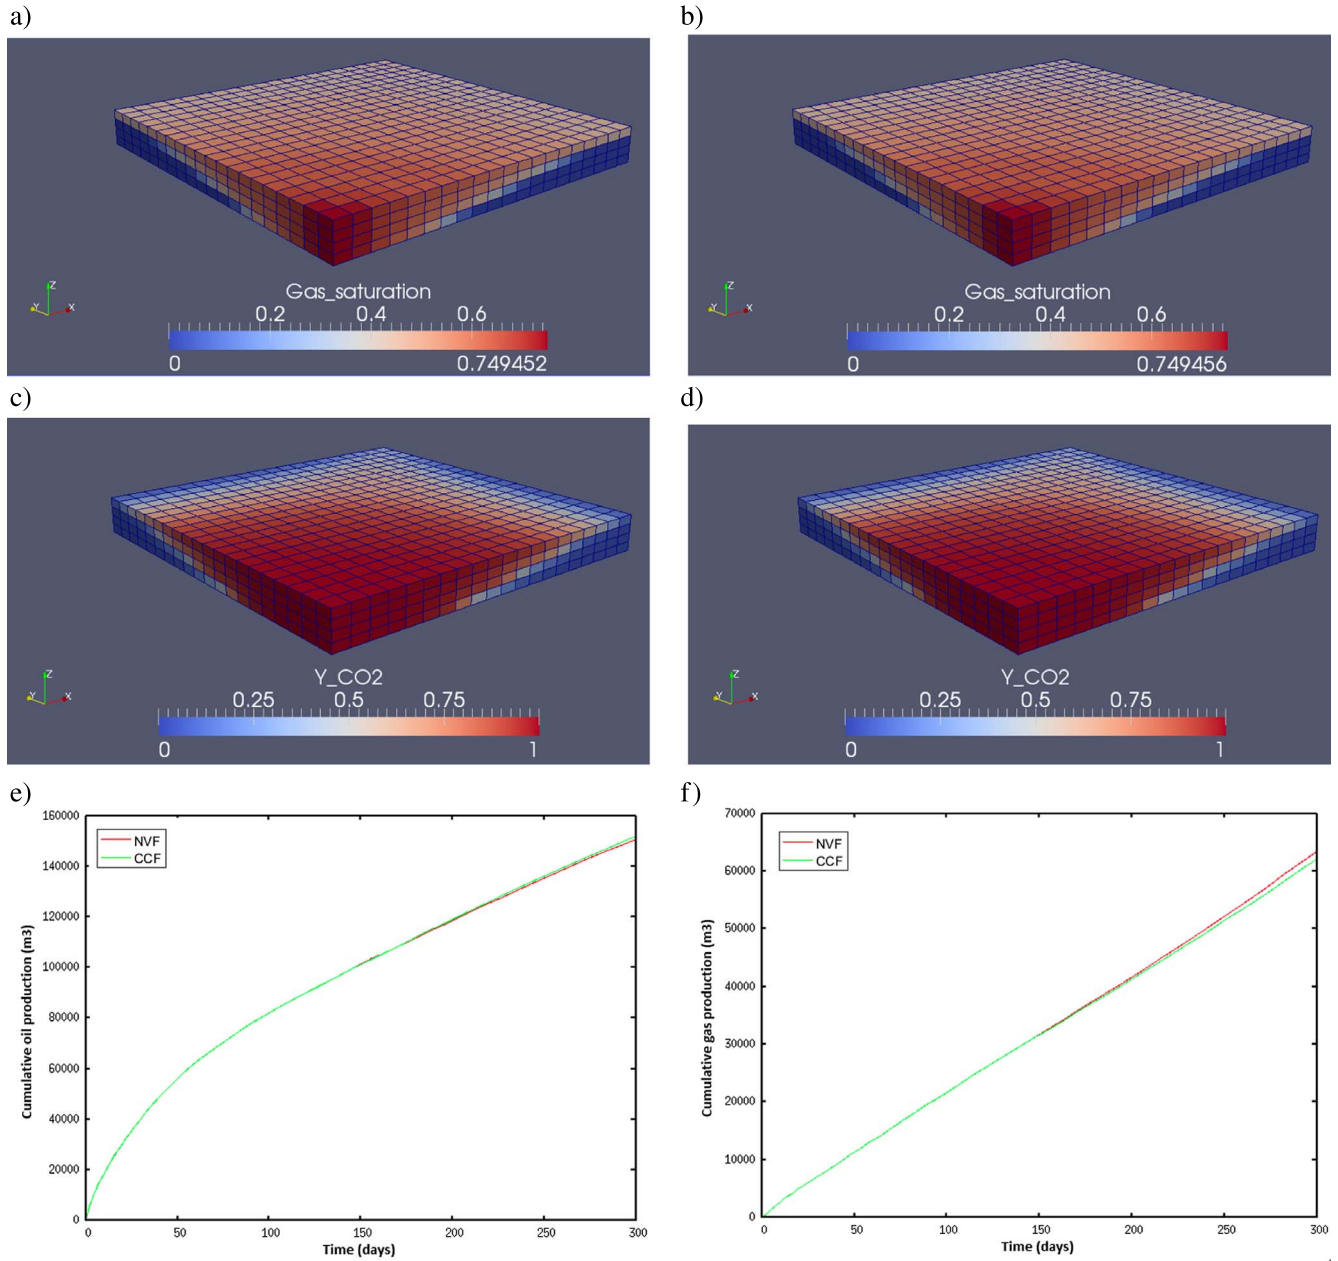 a)
b)
Z
Y
X
Gas_saturation
0.2 0.4 0.6
0 0.749452
Z
Y
X
Gas_saturation
0.2 0.4 0.6
0 0.749456
c)
d)
Z
Y
X
Y_CO2
0.25 0.5 0.75
0 1
Z
Y
X
Y_CO2
0.25 0.5 0.75
0 1
e)
160000
140000
120000
100000
80000
60000
40000
20000
0
Cumulative oil production (m3)
NVF
CCF
0 50 100 150 200 250 300
Time (days)
f)
70000
60000
50000
40000
30000
20000
10000
0
Cumulative gas production (m3)
NVF
CCF
0 50 100 150 200 250 300
Time (days)